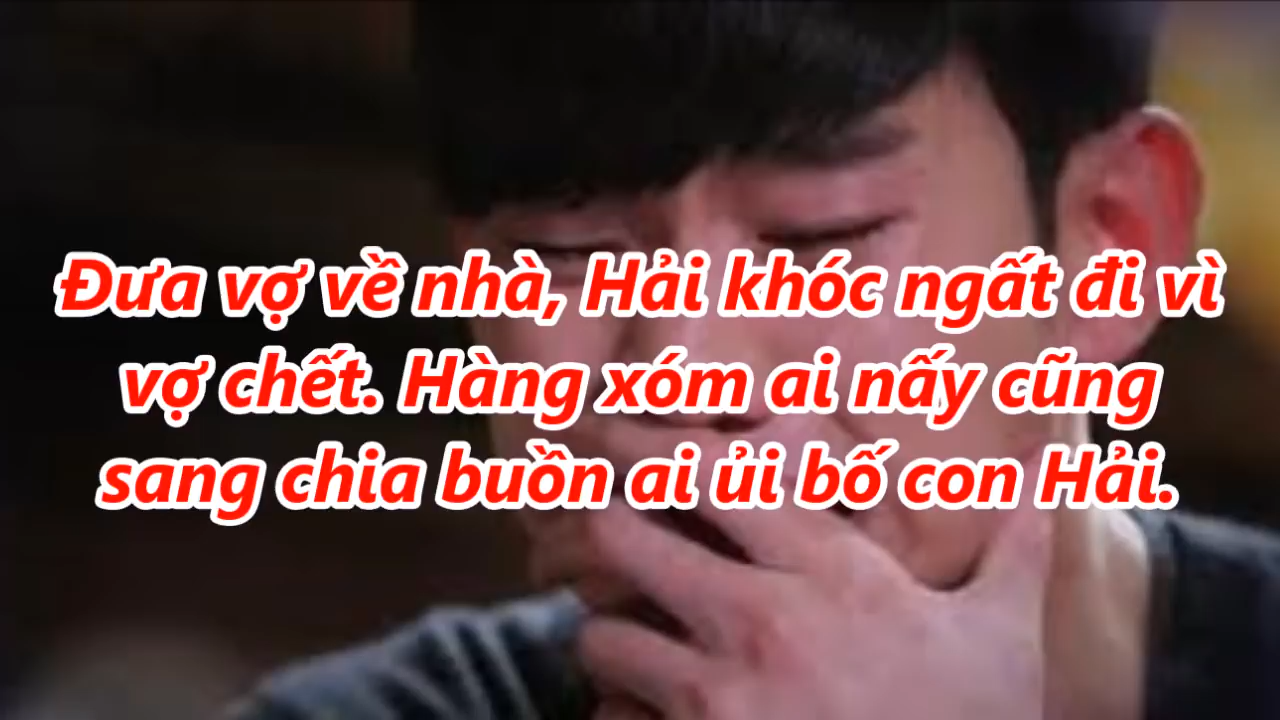 Đưa vợ về nhà, Hải khóc ngất đi vì
vợ chết. Hàng xóm ai nấy cũng
sang chia buồn ai ủi bố con Hải.